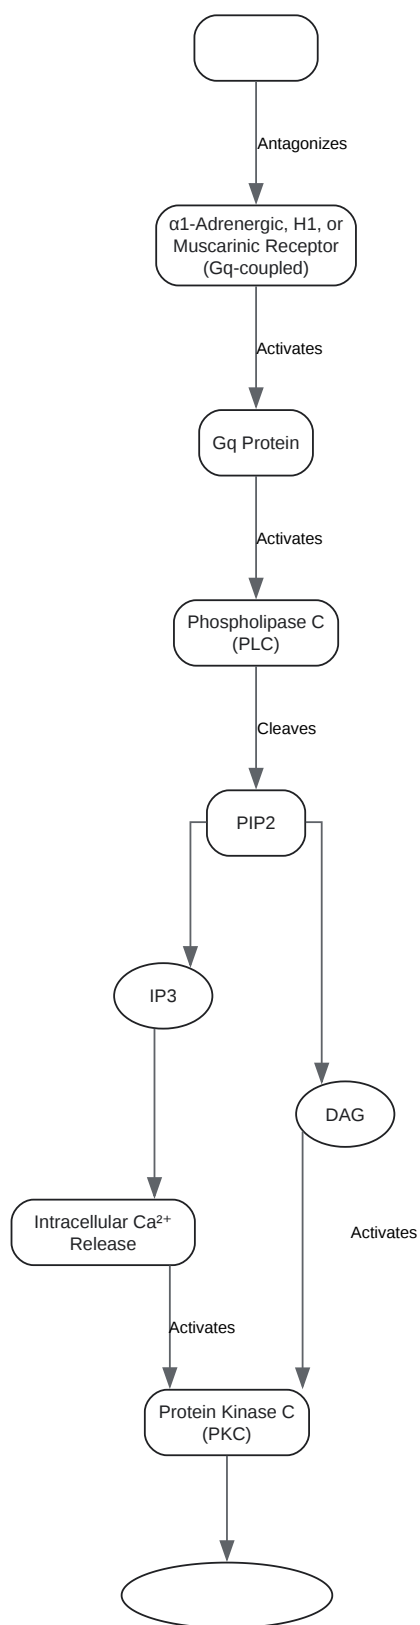 Antagonizes
α1-Adrenergic, H1, or
Muscarinic Receptor
(Gq-coupled)
Activates
Gq Protein
Activates
Phospholipase C
(PLC)
Cleaves
PIP2
IP3
DAG
Intracellular Ca²⁺
Release
Activates
Activates
Protein Kinase C
(PKC)